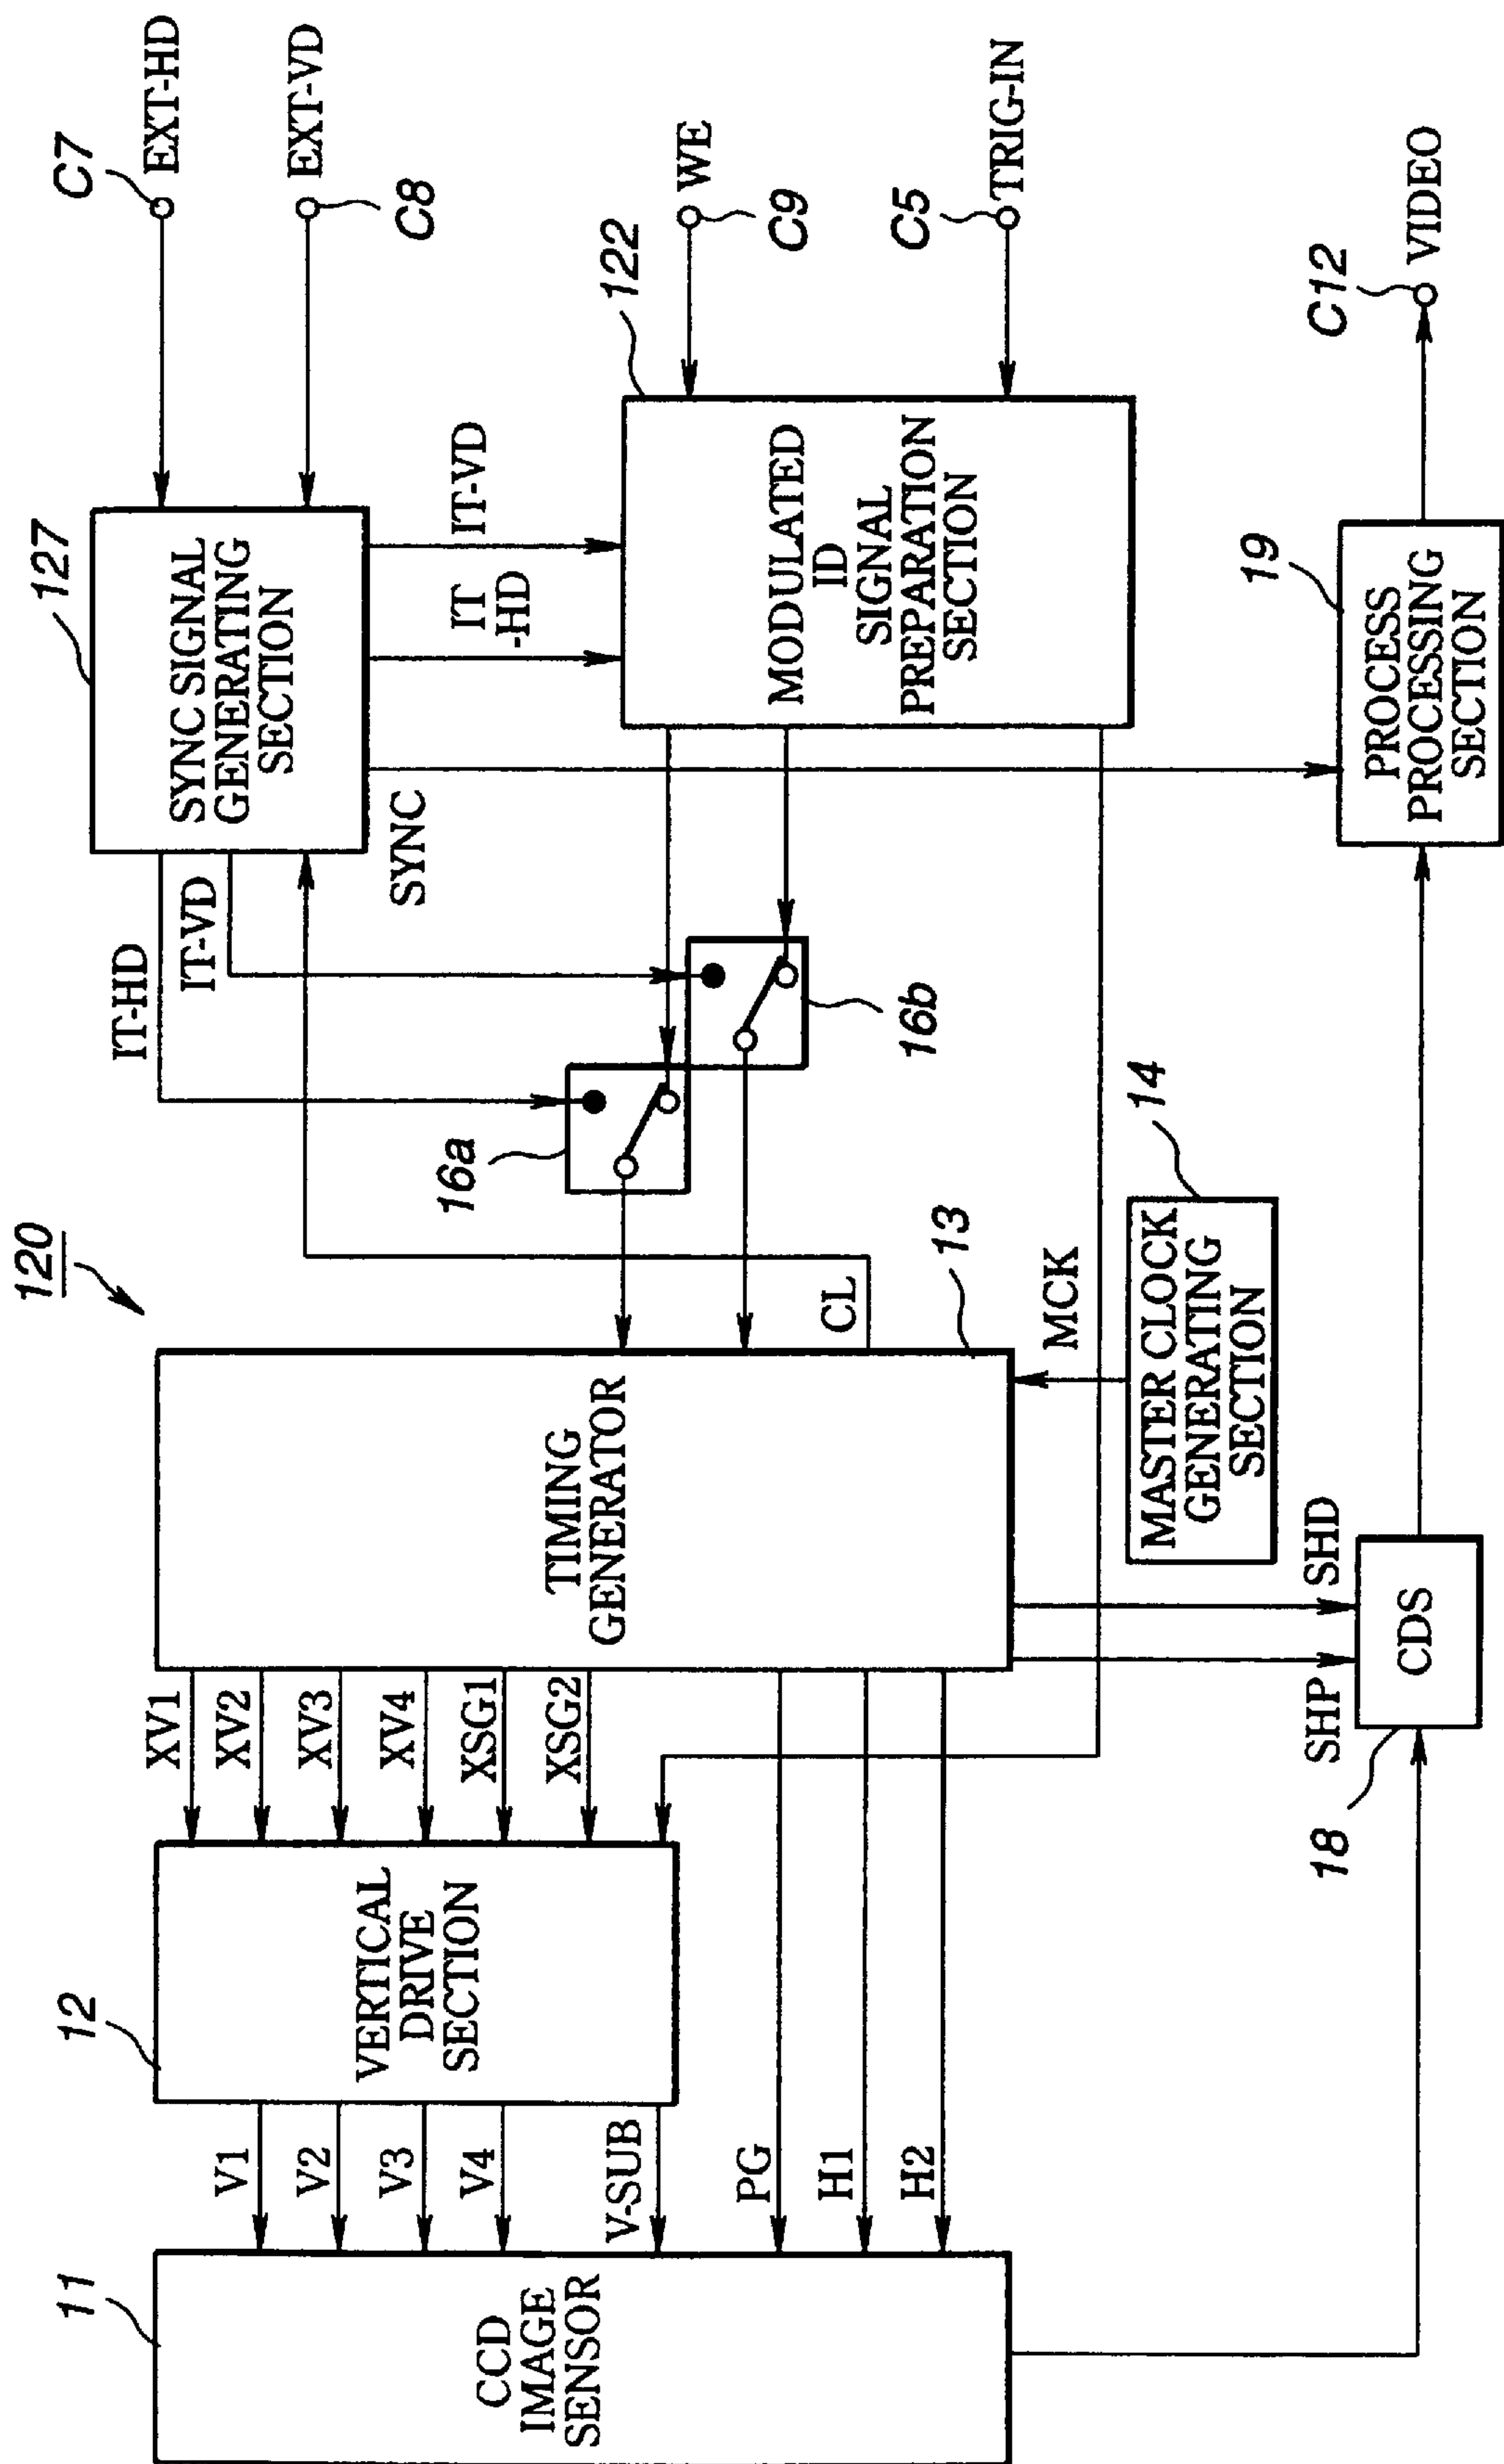 120
11
CCD
IMAGE
SENSOR
V1
V2
V3
V4
V-SUB
PG
H1
H2
12
VERTICAL
DRIVE
SECTION
XV1
XV2
XV3
XV4
XSG1
XSG2
TIMING
GENERATOR
13
CL
MCK
MASTER CLOCK
GENERATING
SECTION
14
16a
16b
IT-HD
IT-VD
SYNC
127
SYNC SIGNAL
GENERATING
SECTION
C7
EXT-HD
EXT-VD
C8
IT
-HD
IT-VD
122
MODULATED
ID
SIGNAL
PREPARATION
SECTION
WE
C9
C5
TRIG-IN
SHP
SHD
18
CDS
19
PROCESS
PROCESSING
SECTION
C12
VIDEO